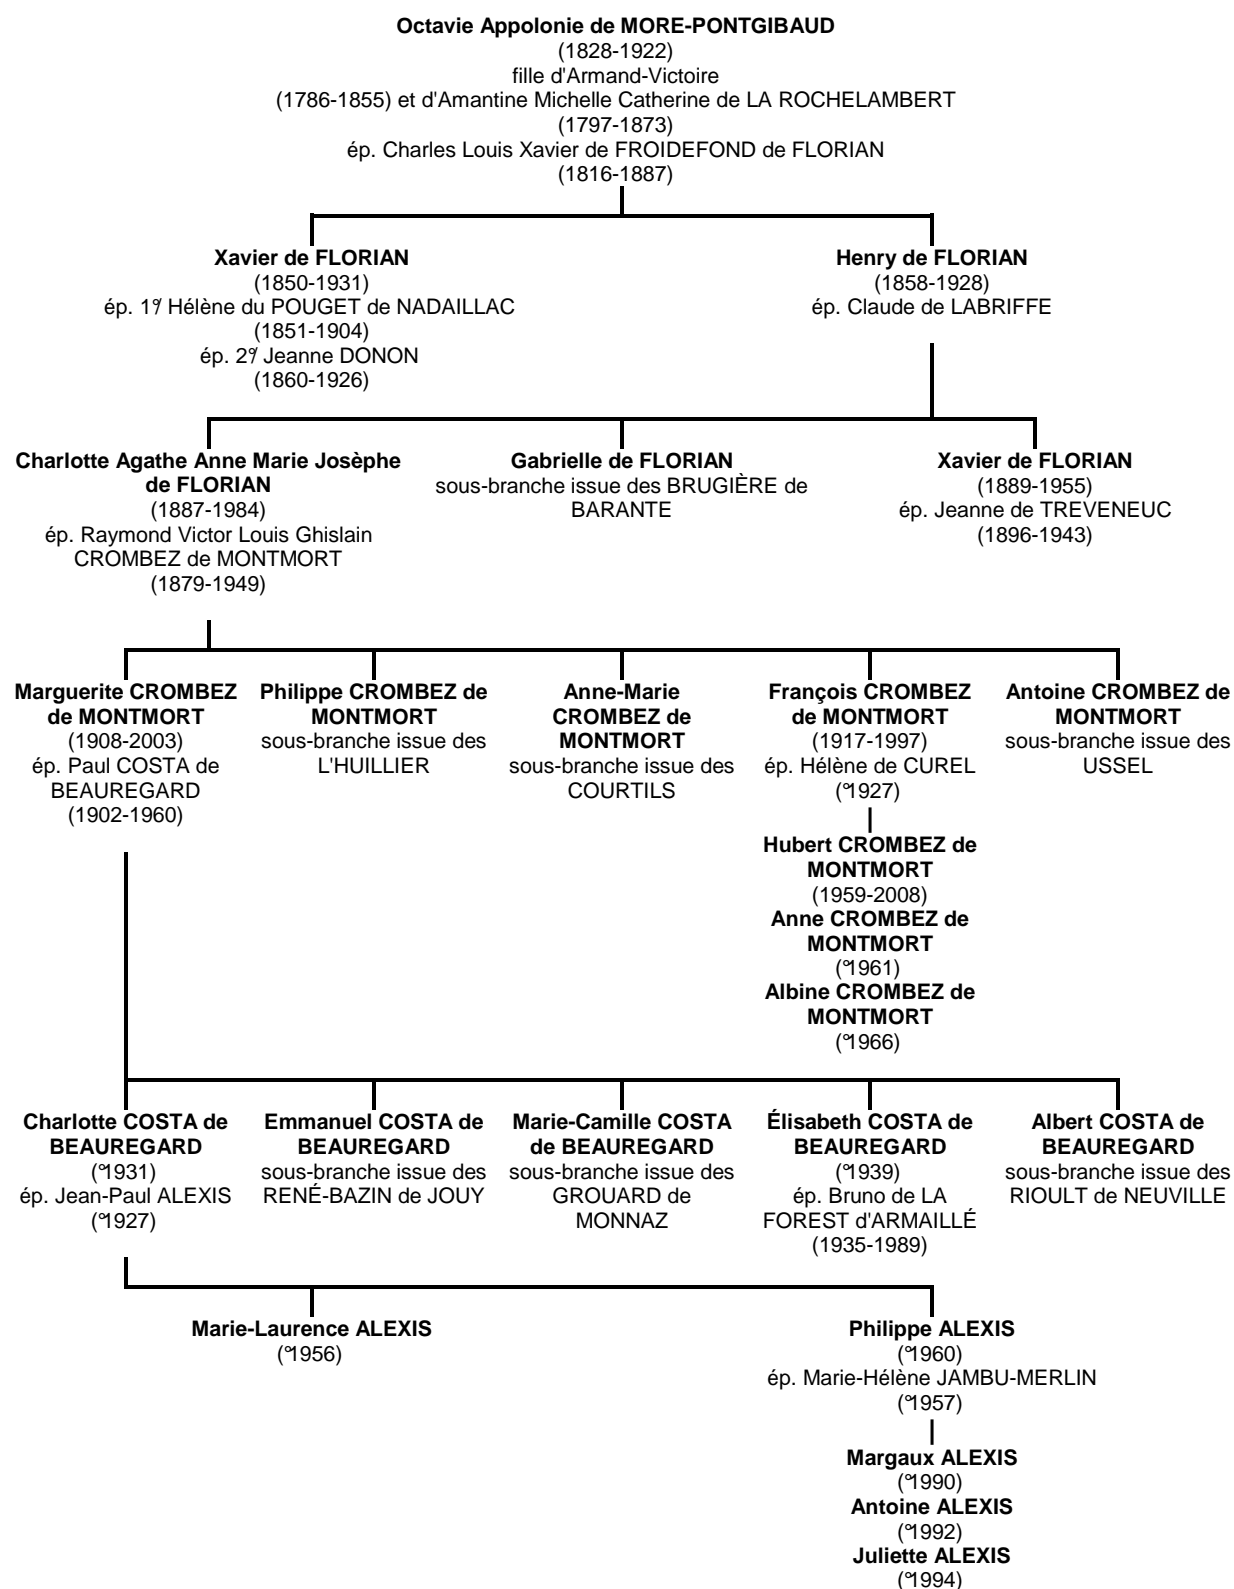 Octavie Appolonie de MORE-PONTGIBAUD
(1828-1922)
fille d'Armand-Victoire
(1786-1855) et d'Amantine Michelle Catherine de LA ROCHELAMBERT
(1797-1873)
ép. Charles Louis Xavier de FROIDEFOND de FLORIAN
(1816-1887)
Xavier de FLORIAN
(1850-1931)
ép. 1°/ Hélène du POUGET de NADAILLAC
(1851-1904)
ép. 2°/ Jeanne DONON
(1860-1926)
Henry de FLORIAN
(1858-1928)
ép. Claude de LABRIFFE
Charlotte Agathe Anne Marie Josèphe
de FLORIAN
(1887-1984)
ép. Raymond Victor Louis Ghislain
CROMBEZ de MONTMORT
(1879-1949)
Gabrielle de FLORIAN
sous-branche issue des BRUGIÈRE de
BARANTE
Xavier de FLORIAN
(1889-1955)
ép. Jeanne de TREVENEUC
(1896-1943)
Marguerite CROMBEZ
de MONTMORT
(1908-2003)
ép. Paul COSTA de
BEAUREGARD
(1902-1960)
Philippe CROMBEZ de
MONTMORT
sous-branche issue des
L'HUILLIER
Anne-Marie
CROMBEZ de
MONTMORT
sous-branche issue des
COURTILS
François CROMBEZ
de MONTMORT
(1917-1997)
ép. Hélène de CUREL
(°1927)
Hubert CROMBEZ de
MONTMORT
(1959-2008)
Anne CROMBEZ de
MONTMORT
(°1961)
Albine CROMBEZ de
MONTMORT
(°1966)
Antoine CROMBEZ de
MONTMORT
sous-branche issue des
USSEL
Charlotte COSTA de
BEAUREGARD
(°1931)
ép. Jean-Paul ALEXIS
(°1927)
Emmanuel COSTA de
BEAUREGARD
sous-branche issue des
RENÉ-BAZIN de JOUY
Marie-Camille COSTA
de BEAUREGARD
sous-branche issue des
GROUARD de
MONNAZ
Élisabeth COSTA de
BEAUREGARD
(°1939)
ép. Bruno de LA
FOREST d'ARMAILLÉ
(1935-1989)
Albert COSTA de
BEAUREGARD
sous-branche issue des
RIOULT de NEUVILLE
Marie-Laurence ALEXIS
(°1956)
Philippe ALEXIS
(°1960)
ép. Marie-Hélène JAMBU-MERLIN
(°1957)
Margaux ALEXIS
(°1990)
Antoine ALEXIS
(°1992)
Juliette ALEXIS
(°1994)